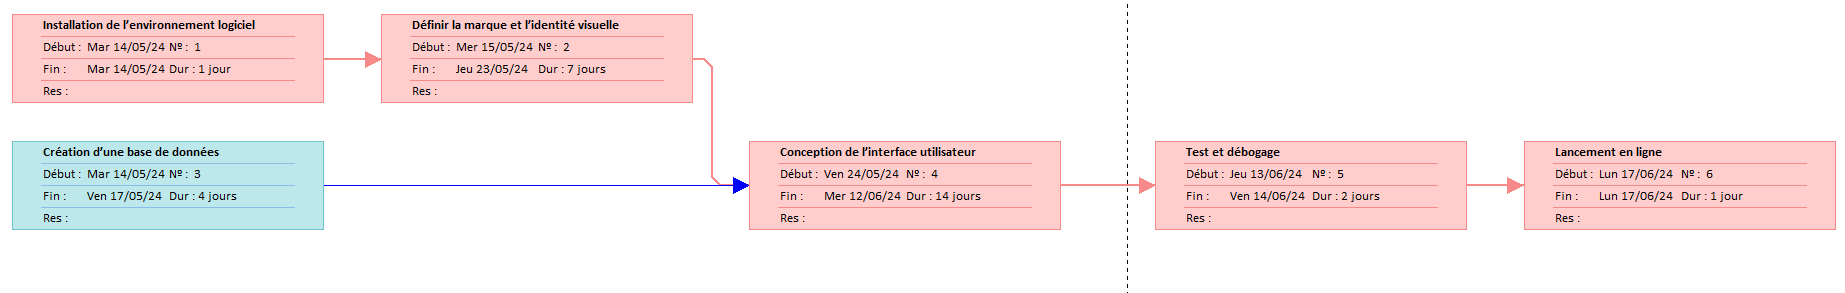 Installation de l’environnement logiciel
Début : Mar 14/05/24 Nº : 1
Fin : Mar 14/05/24 Dur : 1 jour
Res :
Définir la marque et l’identité visuelle
Début : Mer 15/05/24 Nº : 2
Fin : Jeu 23/05/24 Dur : 7 jours
Res :
Création d’une base de données
Début : Mar 14/05/24 Nº : 3
Fin : Ven 17/05/24 Dur : 4 jours
Res :
Conception de l’interface utilisateur
Début : Ven 24/05/24 Nº : 4
Fin : Mer 12/06/24 Dur : 14 jours
Res :
Test et débogage
Début : Jeu 13/06/24 Nº : 5
Fin : Ven 14/06/24 Dur : 2 jours
Res :
Lancement en ligne
Début : Lun 17/06/24 Nº : 6
Fin : Lun 17/06/24 Dur : 1 jour
Res :